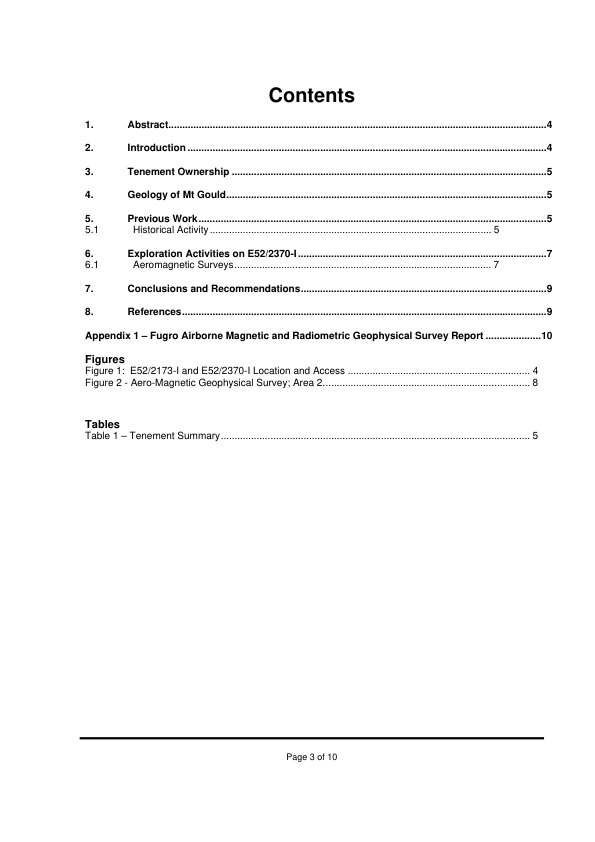 Contents
1. Abstract...............................................................................................................4
2. Introduction.........................................................................................................4
3. Tenement Ownership ..........................................................................................5
4. Geology of Mt Gould............................................................................................5
5. Previous Work.....................................................................................................5
5.1 Historical Activity...................................................................................... 5
6. Exploration Activities on E52/2370-I....................................................................7
6.1 Aeromagnetic Surveys.............................................................................. 7
7. Conclusions and Recommendations....................................................................9
8. References..........................................................................................................9
Appendix 1 – Fugro Airborne Magnetic and Radiometric Geophysical Survey Report ...................10
Figures
Figure 1: E52/2173-I and E52/2370-I Location and Access ............................................................ 4
Figure 2 - Aero-Magnetic Geophysical Survey; Area 2.................................................................... 8
Tables
Table 1 – Tenement Summary........................................................................................................ 5
Page 3 of 10